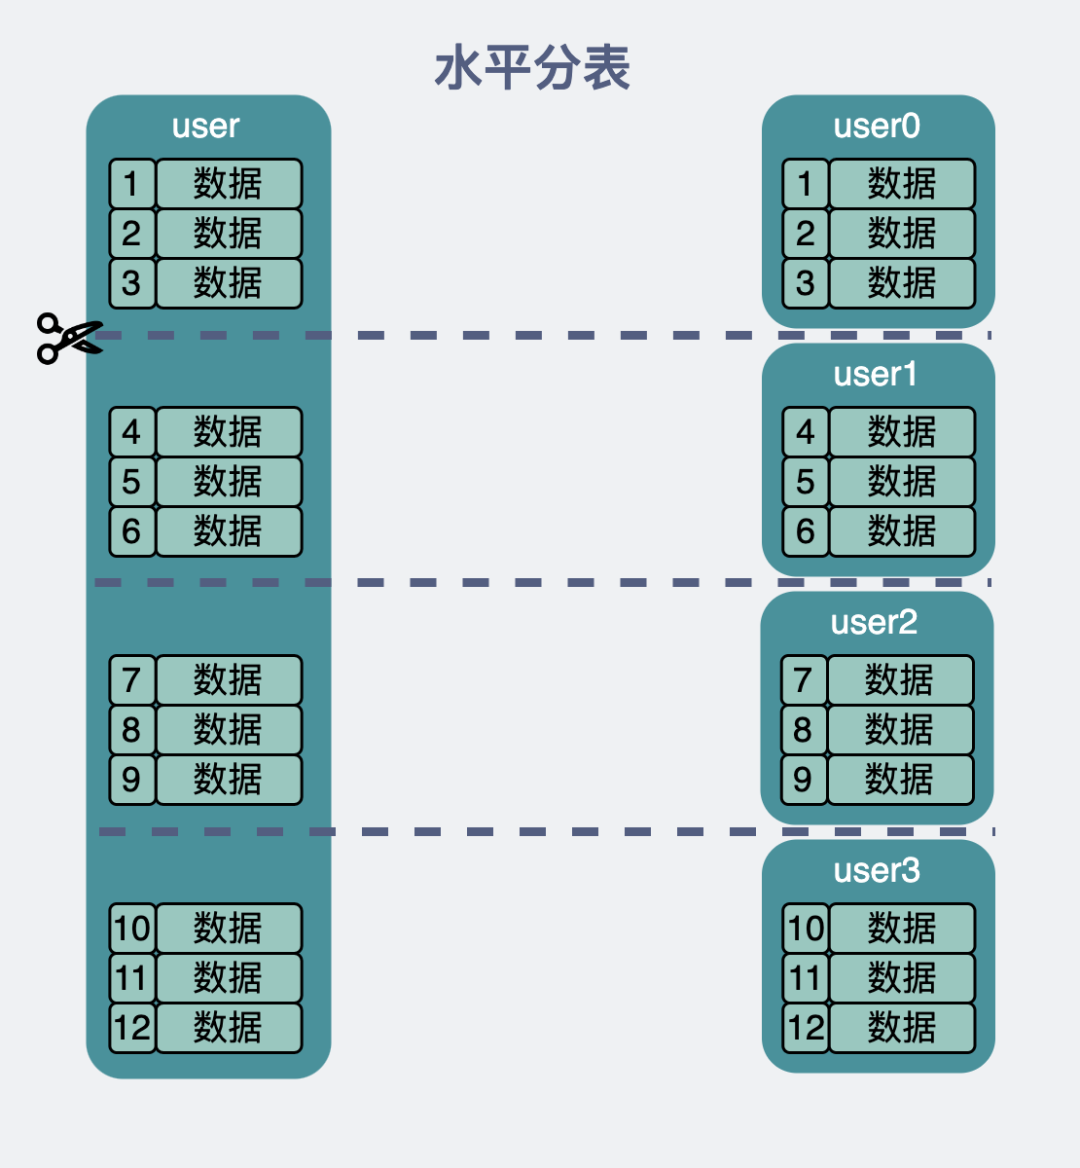 水平分表
user
1 数据
2 数据
3 数据
4 数据
5 数据
6 数据
7 数据
8 数据
9 数据
10 数据
11 数据
12 数据
user0
1 数据
2 数据
3 数据
user1
4 数据
5 数据
6 数据
user2
7 数据
8 数据
9 数据
user3
10 数据
11 数据
12 数据